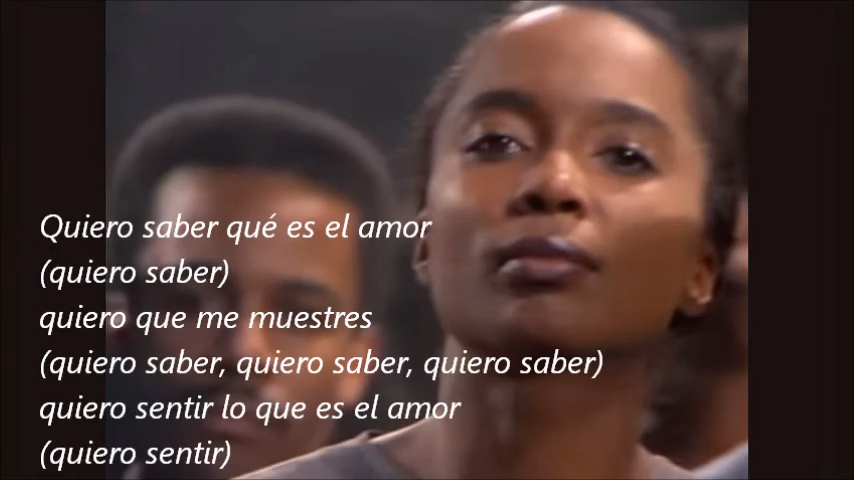 Quiero saber qué es el amor
(quiero saber)
quiero que me muestres
(quiero saber, quiero saber, quiero saber)
quiero sentir lo que es el amor
(quiero sentir)